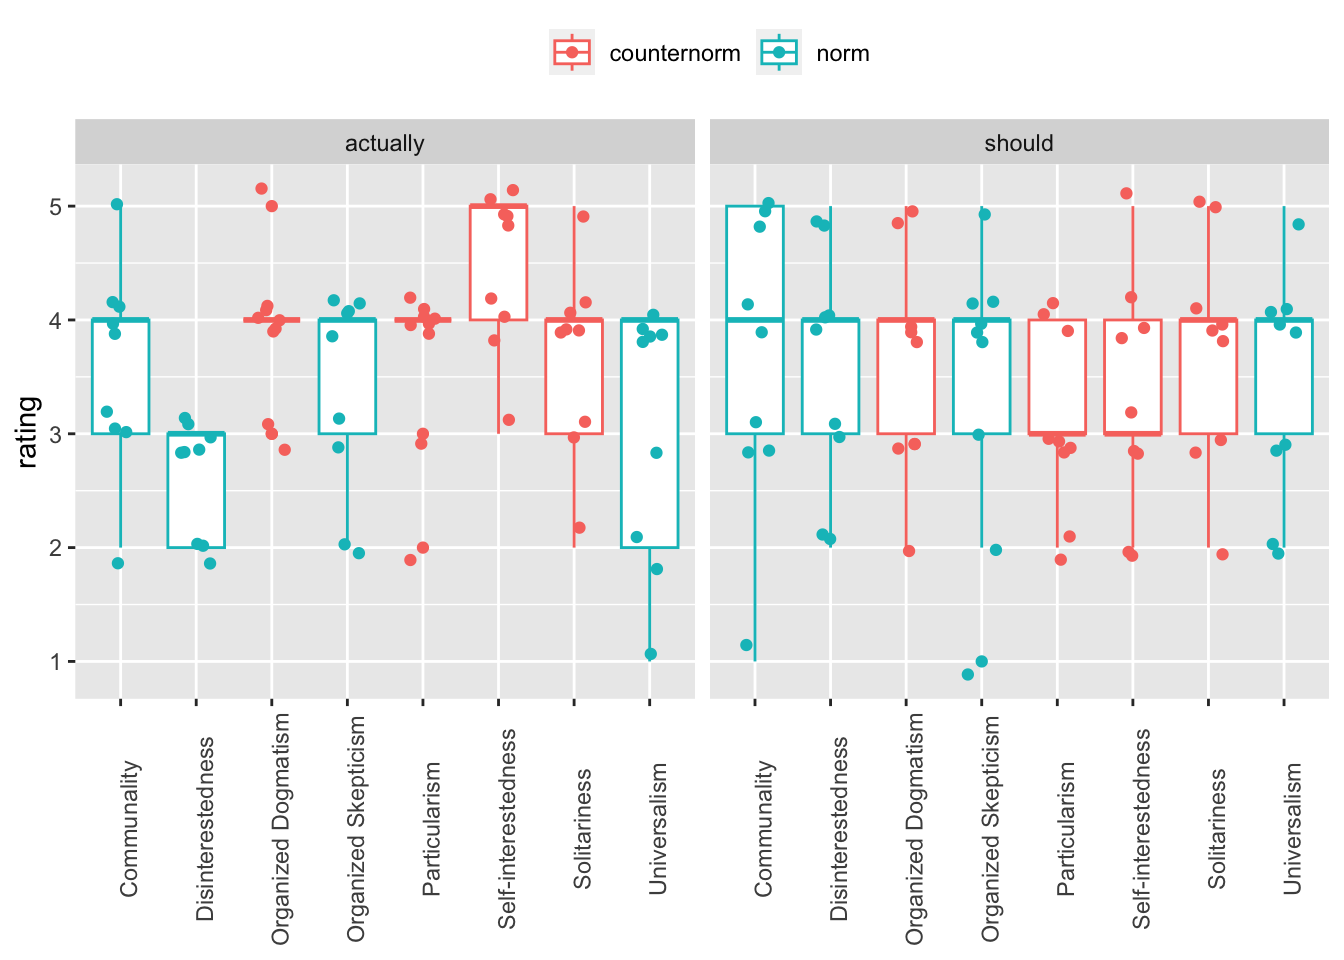 counternorm norm
actually should
rating
5
4
3
2
1
Communality Disinterestedness Organized Dogmatism Organized Skepticism Particularism Self-interestedness Solitariness Universalism Communality Disinterestedness Organized Dogmatism Organized Skepticism Particularism Self-interestedness Solitariness Universalism